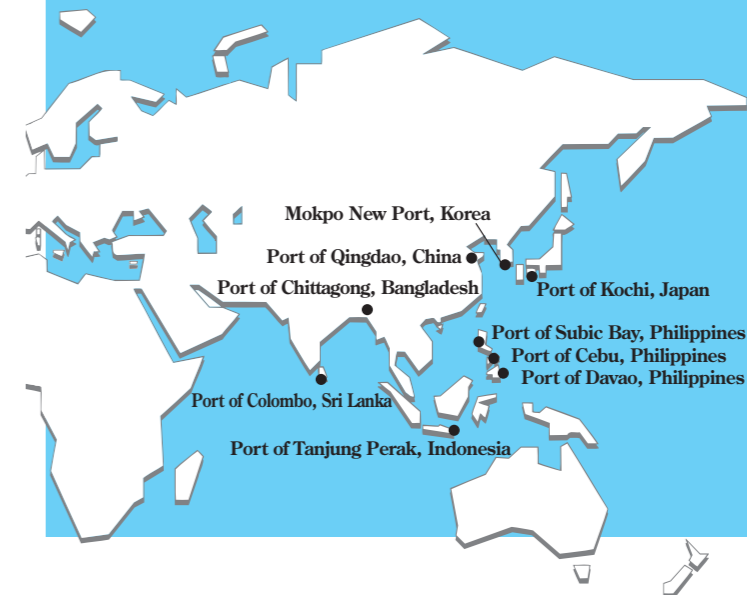 Mokpo New Port, Korea
Port of Qingdao, China
Port of Chittagong, Bangladesh
Port of Kochi, Japan
Port of Subic Bay, Philippines
Port of Cebu, Philippines
Port of Davao, Philippines
Port of Colombo, Sri Lanka
Port of Tanjung Perak, Indonesia